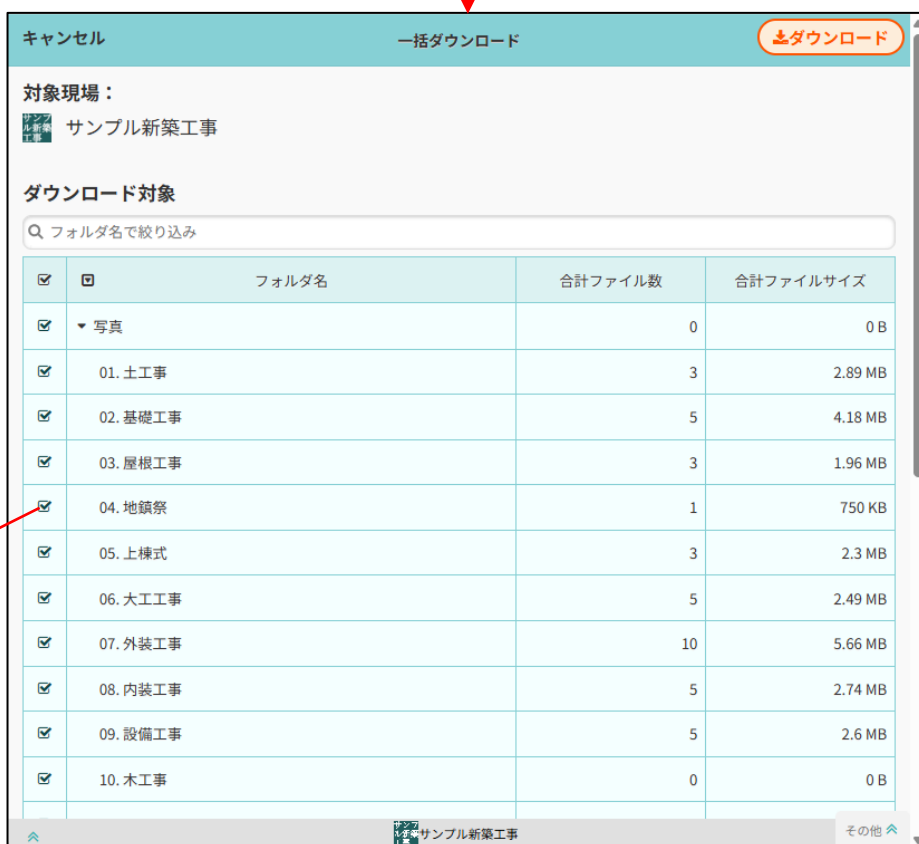 キャンセル 一括ダウンロード ダウンロード
対象現場：
サンプル新築工事
サンプル新築工事
ダウンロード対象
フォルダ名で絞り込み
フォルダ名 合計ファイル数 合計ファイルサイズ
写真 0 0 B
01. 土工事 3 2.89 MB
02. 基礎工事 5 4.18 MB
03. 屋根工事 3 1.96 MB
04. 地鎮祭 1 750 KB
05. 上棟式 3 2.3 MB
06. 大工工事 5 2.49 MB
07. 外装工事 10 5.66 MB
08. 内装工事 5 2.74 MB
09. 設備工事 5 2.6 MB
10. 木工事 0 0 B
サンプル新築工事 その他